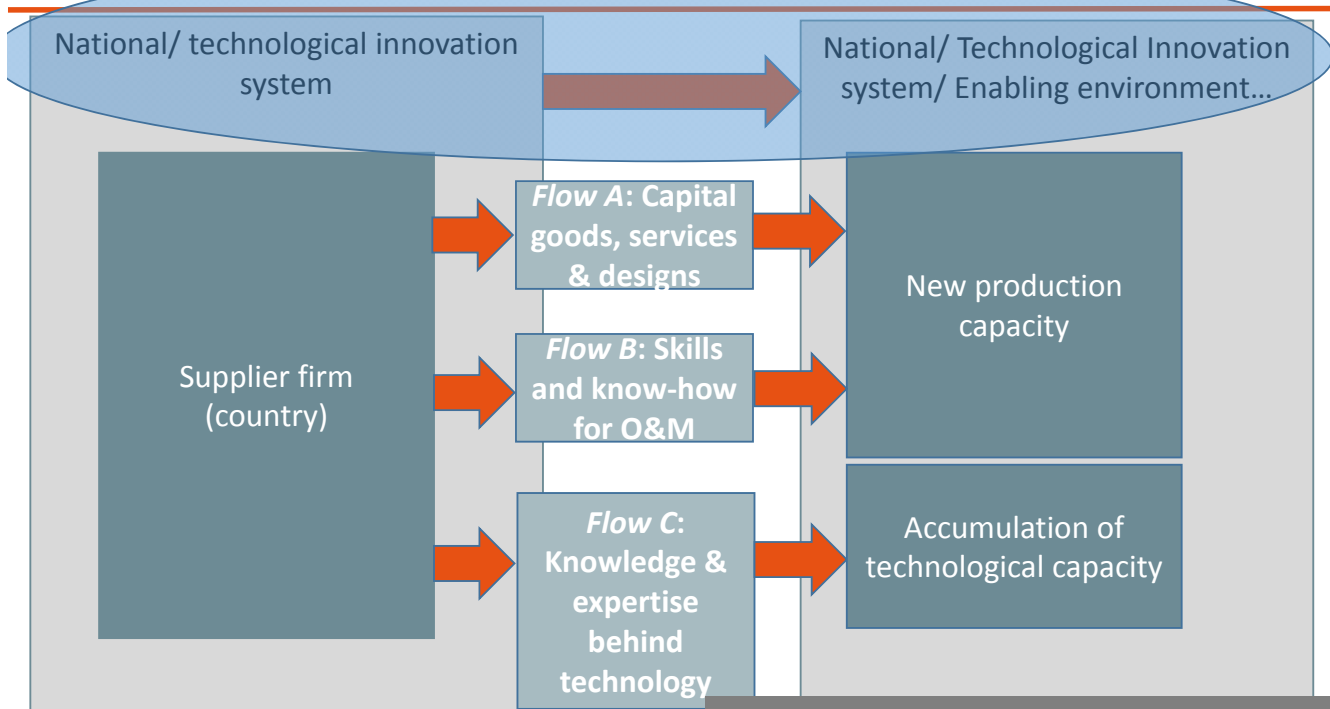 National/ technological innovation
system
National/ Technological Innovation
system/ Enabling environment…
Supplier firm
(country)
Flow A: Capital
goods, services
& designs
Flow B: Skills
and know-how
for O&M
Flow C:
Knowledge &
expertise
behind
technology
New production
capacity
Accumulation of
technological capacity